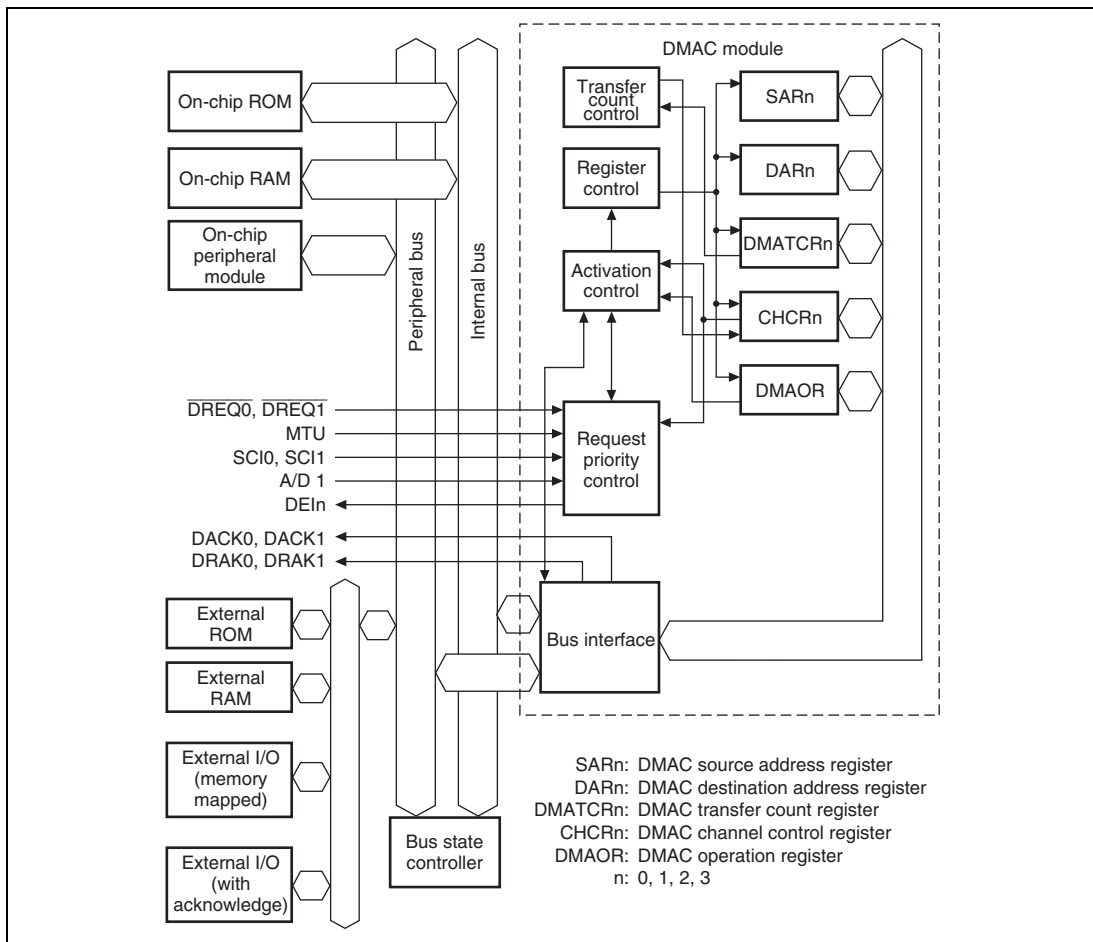 DMAC module
On-chip ROM
On-chip RAM
On-chip
peripheral
module
Peripheral bus
Internal bus
Transfer
count
control
Register
control
Activation
control
Request
priority
control
SARn
DARn
DMATCRn
CHCRn
DMAOR
DREQ0, DREQ1
MTU
SCI0, SCI1
A/D 1
DEIn
DACK0, DACK1
DRAK0, DRAK1
External
ROM
External
RAM
External I/O
(memory
mapped)
External I/O
(with
acknowledge)
Bus interface
Bus state
controller
SARn: DMAC source address register
DARn: DMAC destination address register
DMATCRn: DMAC transfer count register
CHCRn: DMAC channel control register
DMAOR: DMAC operation register
n: 0, 1, 2, 3